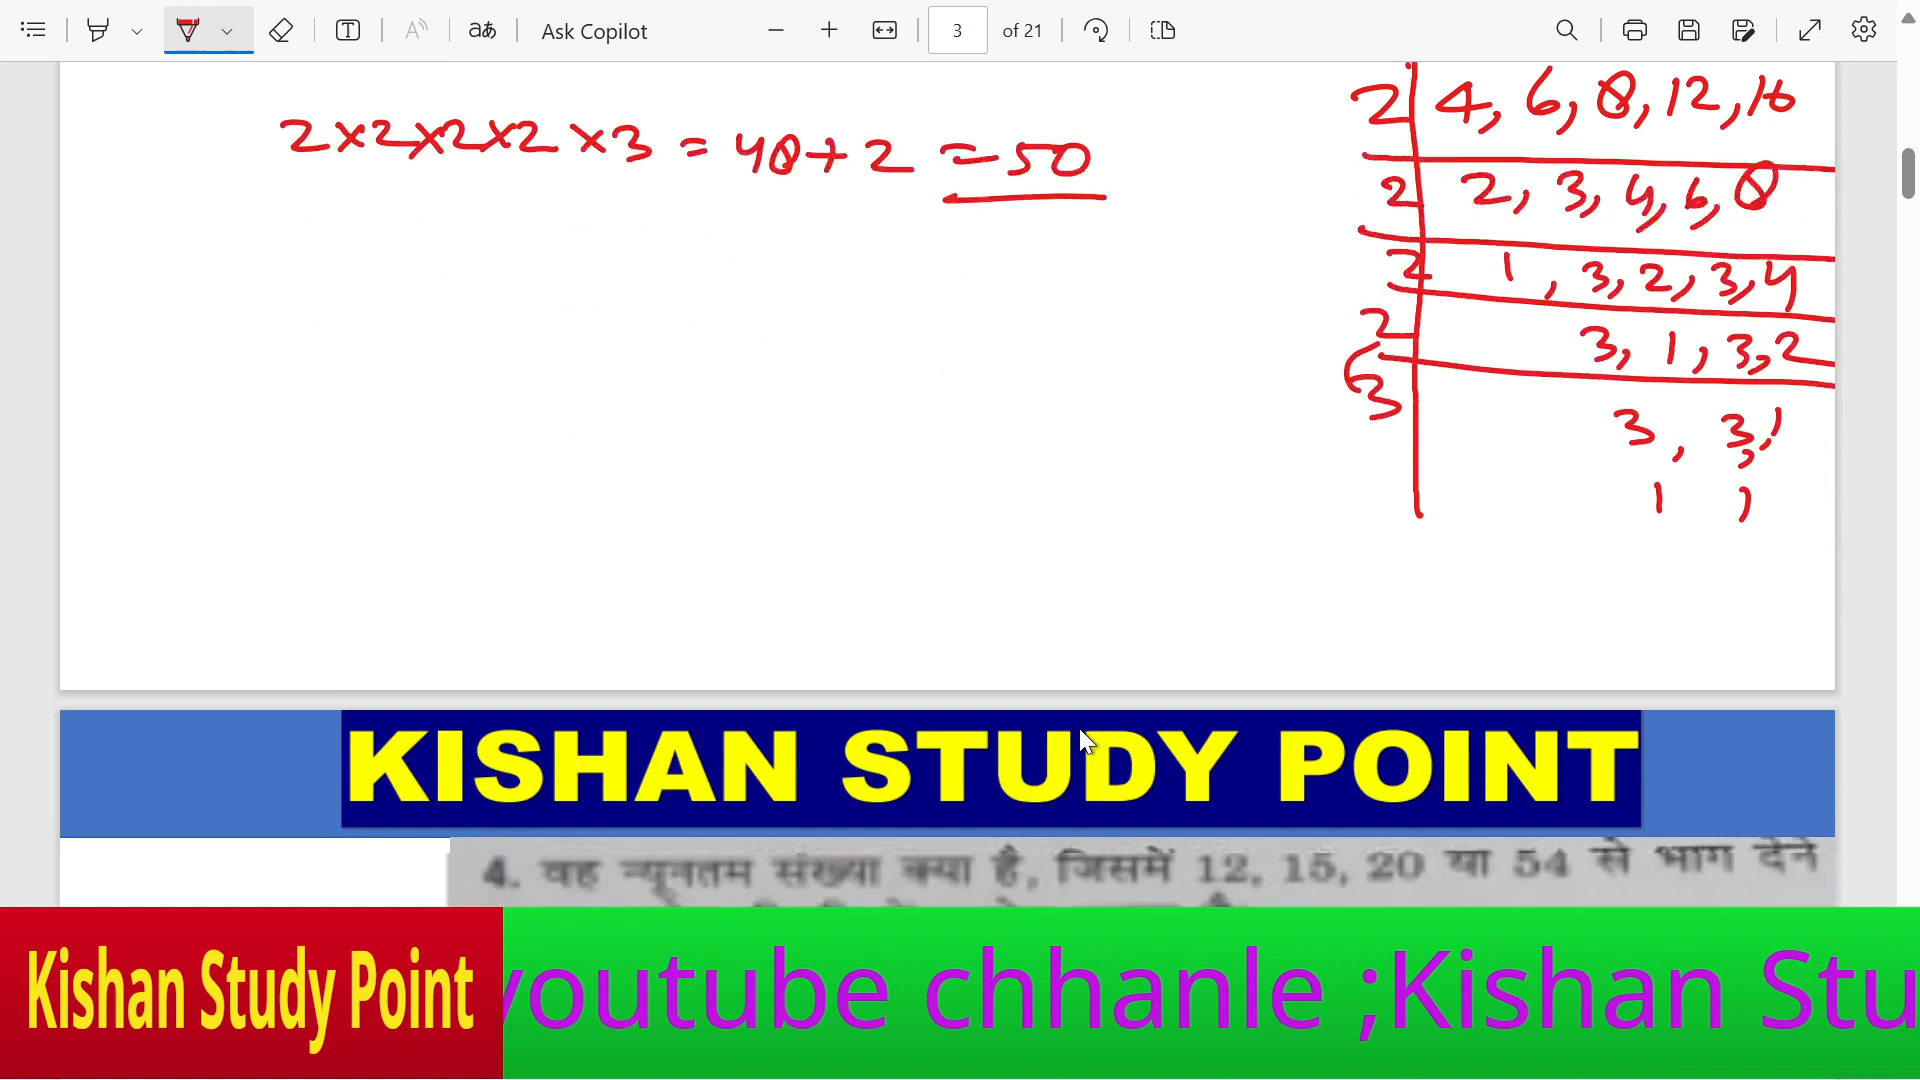 Ask Copilot
3 of 21
2×2×2×2×3 = 48+2 =50
2 4, 6, 8, 12, 16
2 2, 3, 4, 6, 8
2 1, 3, 2, 3, 4
2 3, 1, 3, 2
3 3, 3, 1
1 1
KISHAN STUDY POINT
4. वह न्यूनतम संख्या क्या है, जिसमें 12, 15, 20 या 54 से भाग देने
Kishan Study Point
youtube chhanle ;Kishan Stu